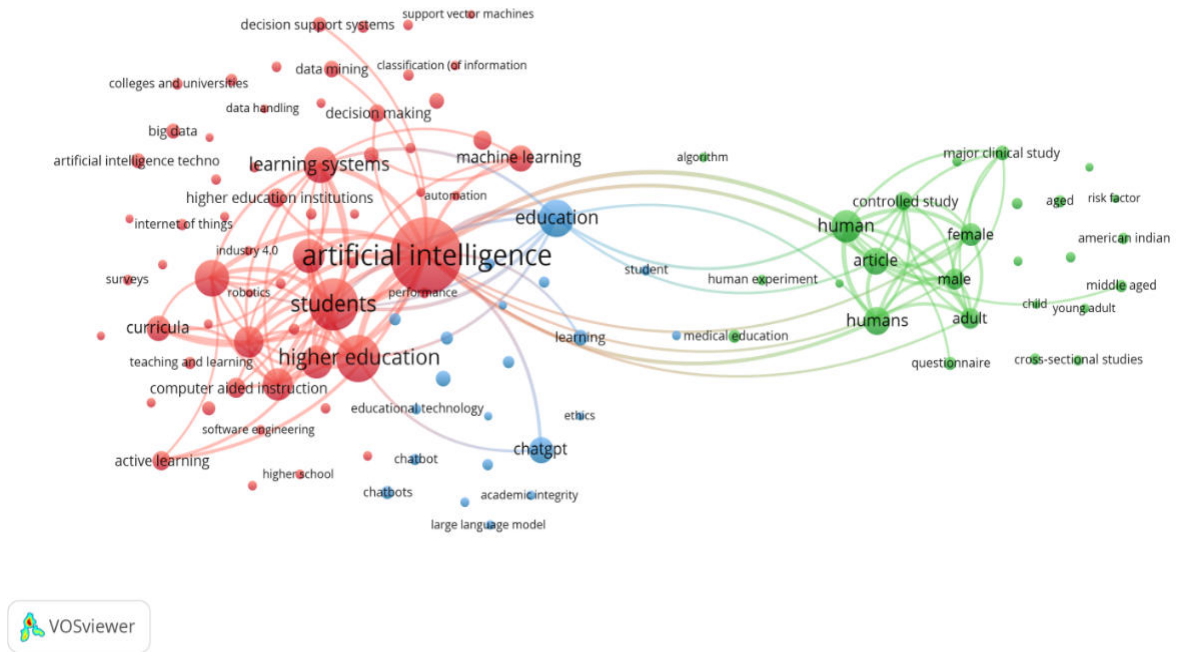 support vector machines
decision support systems
data mining
classification (of information
colleges and universities
data handling
decision making
big data
artificial intelligence techno
learning systems
machine learning
algorithm
major clinical study
higher education institutions
automation
controlled study
aged
risk factor
internet of things
education
human
female
american indian
industry 4.0
artificial intelligence
article
student
surveys
robotics
performance
human experiment
male
middle aged
students
child
young adult
curricula
learning
medical education
humans
adult
teaching and learning
higher education
questionnaire
cross-sectional studies
computer aided instruction
educational technology
ethics
software engineering
chatgpt
active learning
chatbot
higher school
chatbots
academic integrity
large language model
VOSviewer